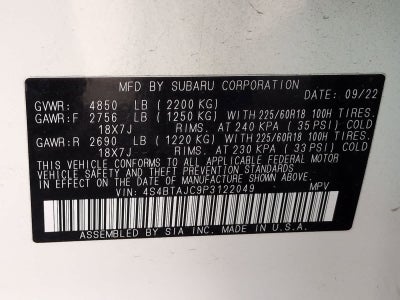 MFD BY SUBARU CORPORATION DATE: 09/22
GVWR: 4850 LB (2200 KG)
GAWR:F 2756 LB (1250 KG) WITH 225/60R18 100H TIRES.
18X7J RIMS. AT 240 KPA (35 PSI) COLD
GAWR:R 2690 LB (1220 KG) WITH 225/60R18 100H TIRES.
18X7J RIMS. AT 230 KPA (33 PSI) COLD
THIS VEHICLE CONFORMS TO ALL APPLICABLE FEDERAL MOTOR
VEHICLE SAFETY AND THEFT PREVENTION STANDARDS IN EFFECT
ON THE DATE OF MANUFACTURE SHOWN ABOVE.
VIN: 4S4BTAJC9P3122049 MPV
ASSEMBLED BY SIA INC. IN U.S.A.